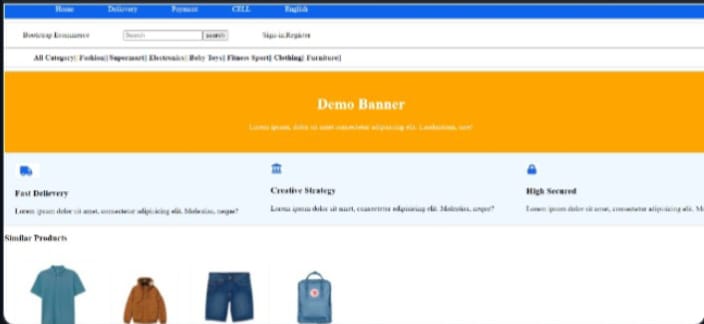 Home Delievery Payment CELL English
Bootstrap Ecommerce Search search Sign in Register
All Category| Fashion| Supermart| Electronics| Baby Toys| Fitness Sport| Clothing| Furniture|
Demo Banner
Lorem ipsum, dolor sit amet consectetur adipisicing elit. Laudantium,
Fast Delievery Creative Strategy High Secured
Lorem ipsum dolor sit amet, consectetur adipisicing elit. Molestias, neque? Lorem ipsum dolor sit amet, consectetur adipisicing elit. Molestias, neque? Lorem ipsum dolor sit amet, consectetur adipisicing elit. M
Similar Products